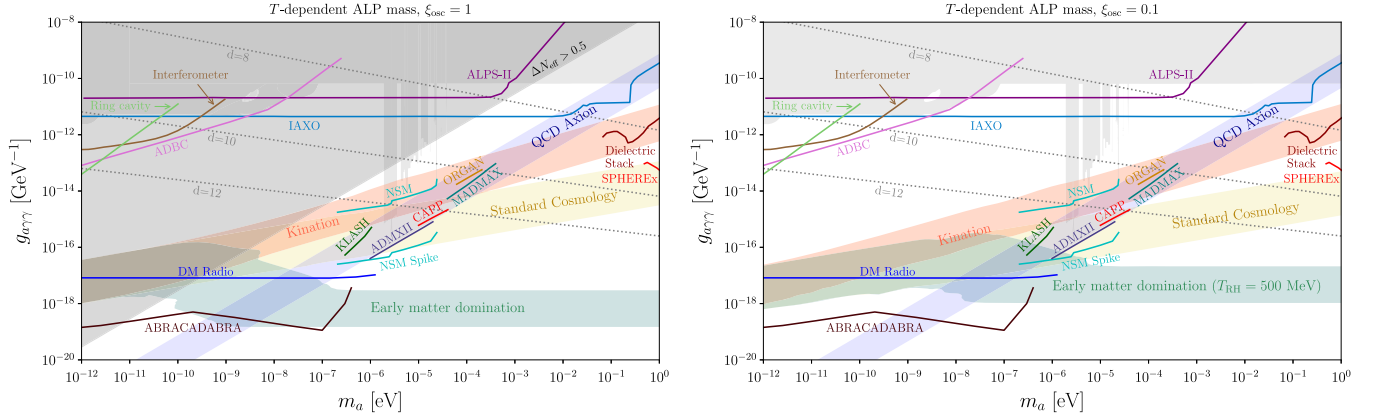 T-dependent ALP mass, ξ_osc = 1
10^-8
10^-10
10^-12
10^-14
10^-16
10^-18
10^-20
g_aγγ [GeV^-1]
d=8
ALPS-II
ΔN_eff > 0.5
Interferometer
Ring cavity
IAXO
QCD Axion
d=10
ADBC
Dielectric
Stack
SPHEREx
ORGAN
MADMAX
NSM
d=12
CAPP
Kination
Standard Cosmology
KLASH
ADMXII
NSM Spike
DM Radio
Early matter domination
ABRACADABRA
10^-12 10^-11 10^-10 10^-9 10^-8 10^-7 10^-6 10^-5 10^-4 10^-3 10^-2 10^-1 10^0
m_a [eV]
T-dependent ALP mass, ξ_osc = 0.1
10^-8
10^-10
10^-12
10^-14
10^-16
10^-18
10^-20
g_aγγ [GeV^-1]
d=8
ALPS-II
Interferometer
Ring cavity
IAXO
QCD Axion
d=10
ADBC
Dielectric
Stack
SPHEREx
ORGAN
MADMAX
NSM
d=12
CAPP
Kination
Standard Cosmology
KLASH
ADMXII
NSM Spike
DM Radio
Early matter domination (T_RH = 500 MeV)
ABRACADABRA
10^-12 10^-11 10^-10 10^-9 10^-8 10^-7 10^-6 10^-5 10^-4 10^-3 10^-2 10^-1 10^0
m_a [eV]